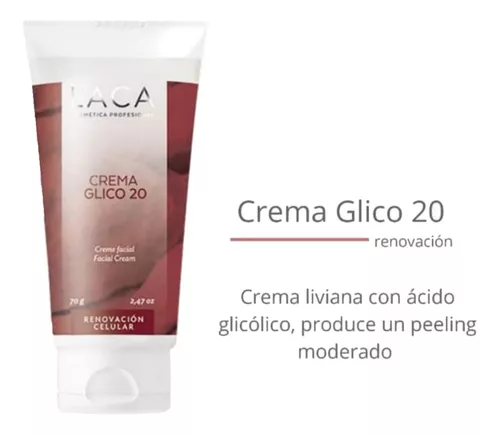 LACA
COSMETICA PROFESIONAL
CREMA
GLICO 20
Creme facial
Facial Cream
70 g 2,47 oz
RENOVACIÓN
CELULAR
Crema Glico 20
renovación
Crema liviana con ácido
glicólico, produce un peeling
moderado